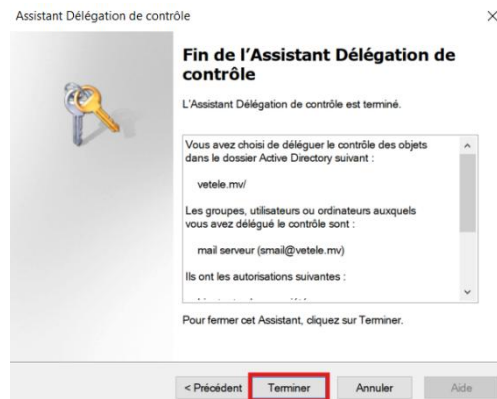 Assistant Délégation de contrôle
Fin de l'Assistant Délégation de
contrôle
L'Assistant Délégation de contrôle est terminé.
Vous avez choisi de déléguer le contrôle des objets
dans le dossier Active Directory suivant :
vetele.mv/
Les groupes, utilisateurs ou ordinateurs auxquels
vous avez délégué le contrôle sont :
mail serveur (smail@vetele.mv)
Ils ont les autorisations suivantes :
Pour fermer cet Assistant, cliquez sur Terminer.
< Précédent Terminer Annuler Aide